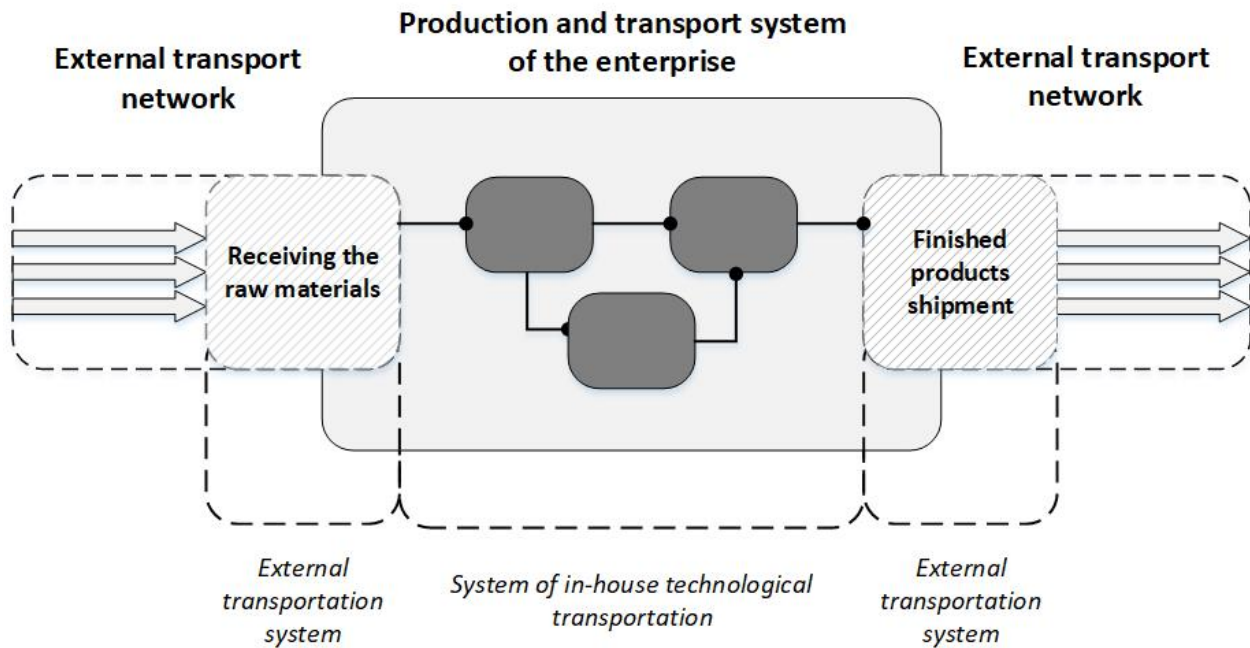 External transport
network
Production and transport system
of the enterprise
External transport
network
Receiving the
raw materials
Finished
products
shipment
External
transportation
system
System of in-house technological
transportation
External
transportation
system